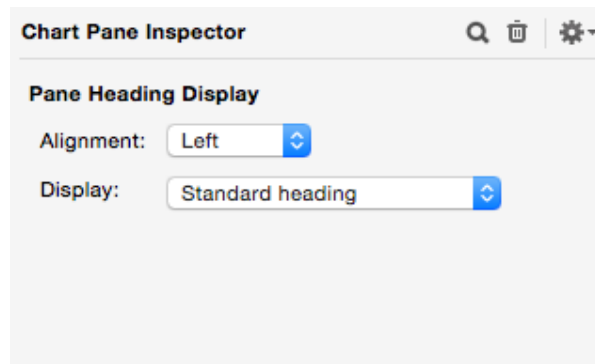 Chart Pane Inspector
Pane Heading Display
Alignment: Left
Display: Standard heading